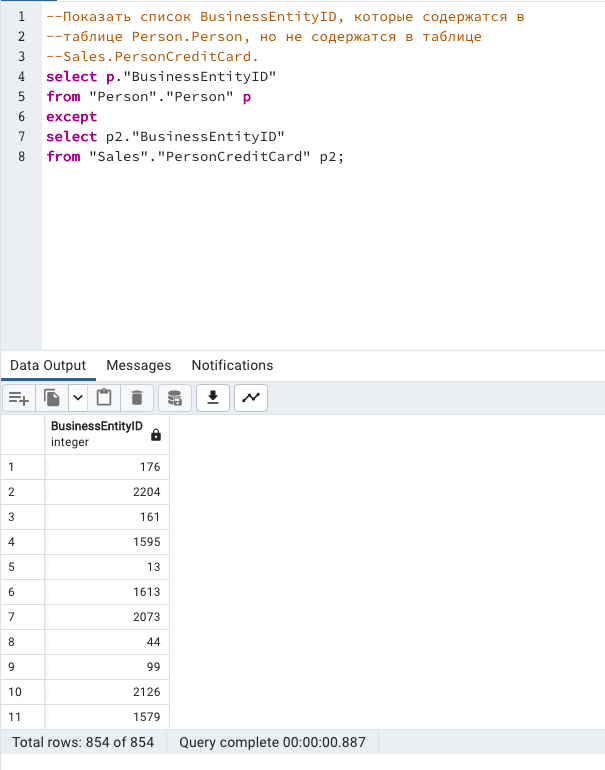 1 --Показать список BusinessEntityID, которые содержатся в
2 --таблице Person.Person, но не содержатся в таблице
3 --Sales.PersonCreditCard.
4 select p."BusinessEntityID"
5 from "Person"."Person" p
6 except
7 select p2."BusinessEntityID"
8 from "Sales"."PersonCreditCard" p2;
Data Output Messages Notifications
BusinessEntityID
integer
1 176
2 2204
3 161
4 1595
5 13
6 1613
7 2073
8 44
9 99
10 2126
11 1579
Total rows: 854 of 854 Query complete 00:00:00.887